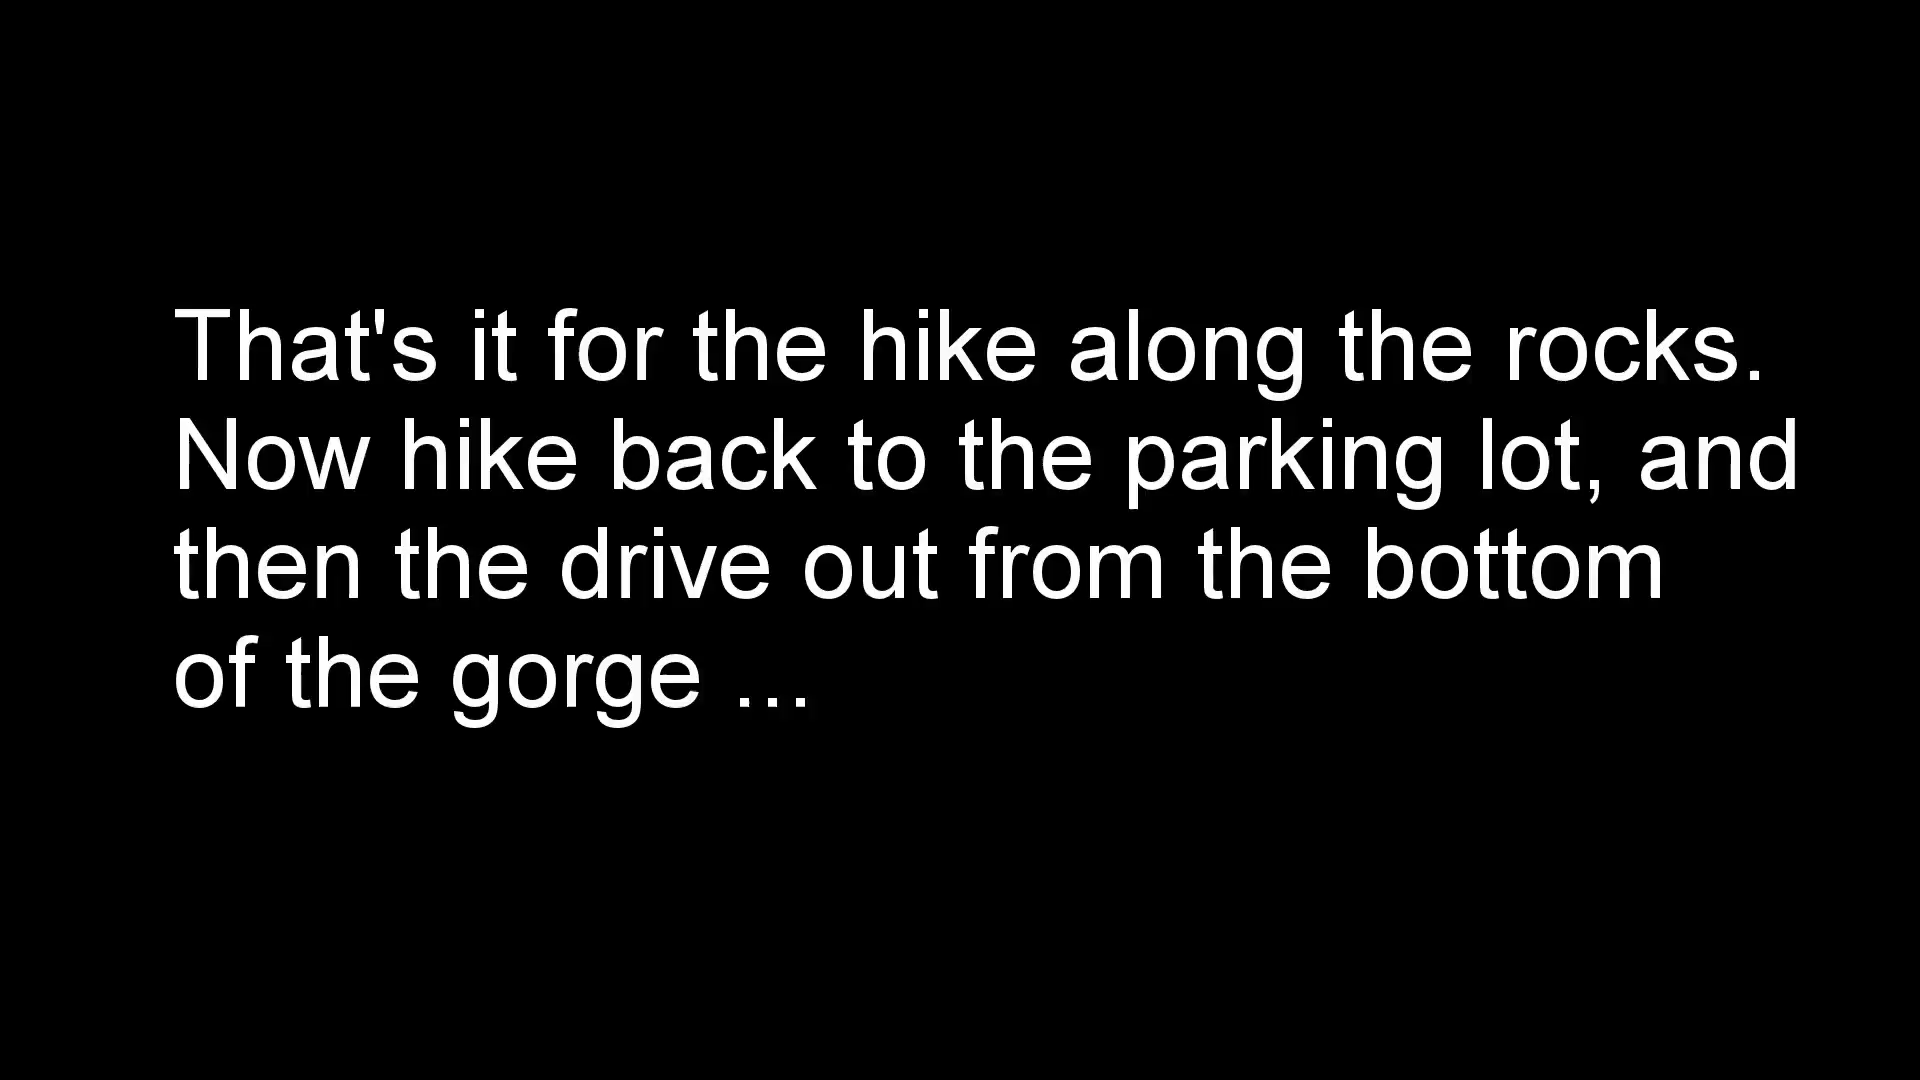 That's it for the hike along the rocks.
Now hike back to the parking lot, and
then the drive out from the bottom
of the gorge ...